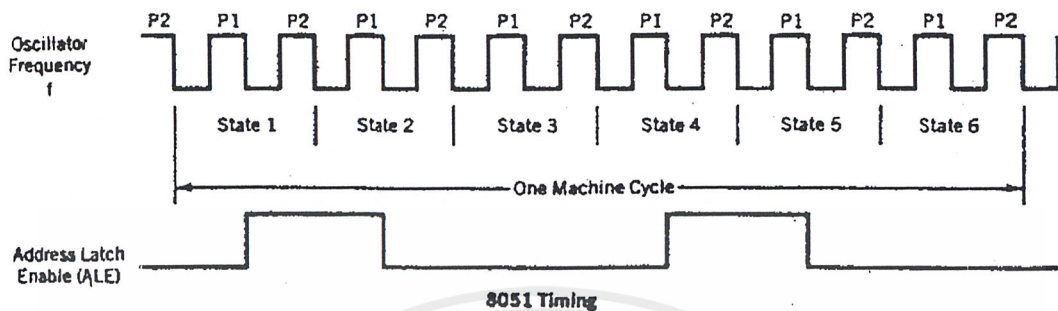 P2 P1 P2 P1 P2 P1 P2 P1 P2 P1 P2 P1 P2
Oscillator
Frequency
f
State 1 State 2 State 3 State 4 State 5 State 6
One Machine Cycle
Address Latch
Enable (ALE)
8051 Timing